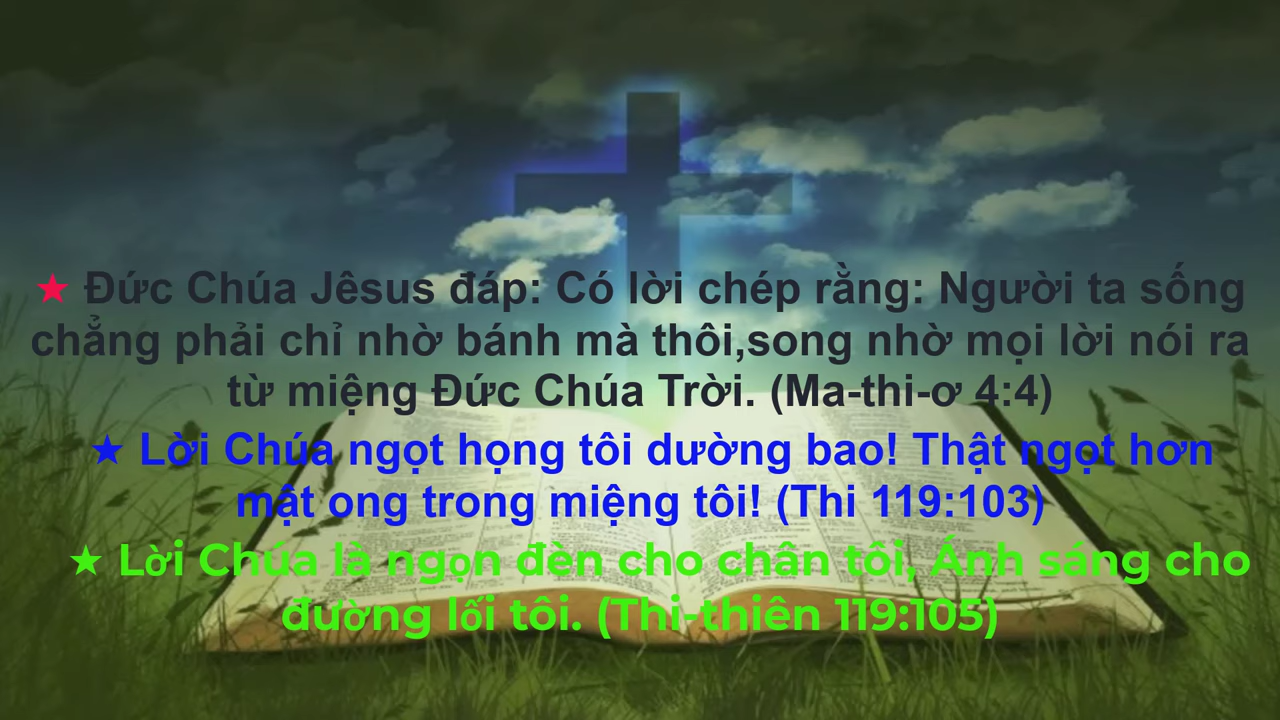 ★ Đức Chúa Jêsus đáp: Có lời chép rằng: Người ta sống
chẳng phải chỉ nhờ bánh mà thôi,song nhờ mọi lời nói ra
từ miệng Đức Chúa Trời. (Ma-thi-ơ 4:4)
★ Lời Chúa ngọt họng tôi dường bao! Thật ngọt hơn
mật ong trong miệng tôi! (Thi 119:103)
★ Lời Chúa là ngọn đèn cho chân tôi, Ánh sáng cho
đường lối tôi. (Thi-thiên 119:105)